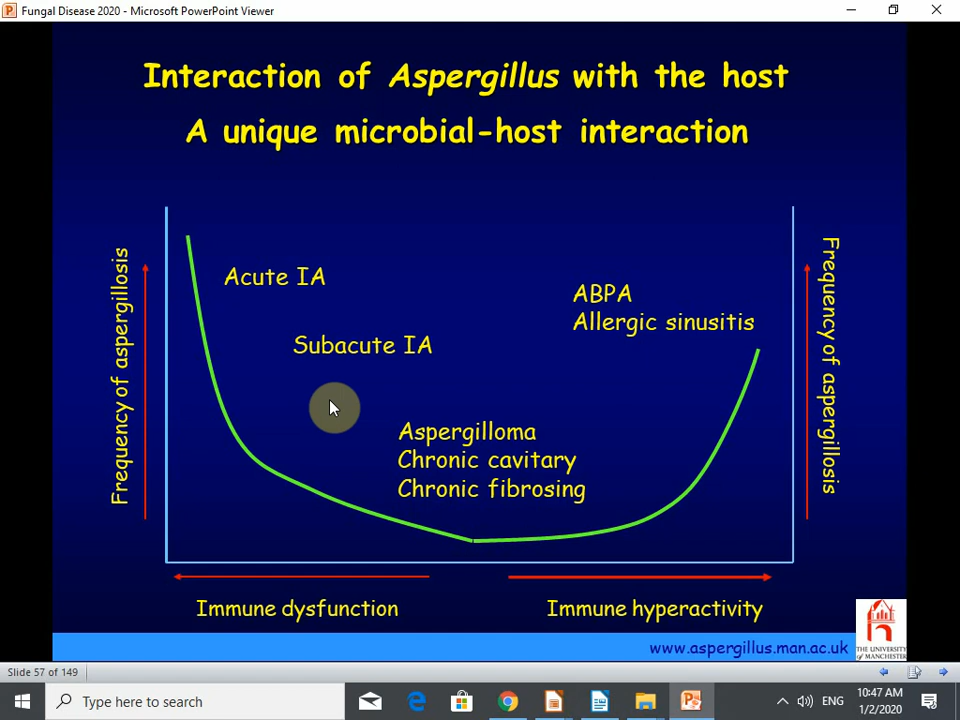 Fungal Disease 2020 - Microsoft PowerPoint Viewer
Interaction of Aspergillus with the host
A unique microbial-host interaction
Frequency of aspergillosis
Acute IA
Subacute IA
Aspergilloma
Chronic cavitary
Chronic fibrosing
ABPA
Allergic sinusitis
Frequency of aspergillosis
Immune dysfunction
Immune hyperactivity
www.aspergillus.man.ac.uk
THE UNIVERSITY
of MANCHESTER
Slide 57 of 149
Type here to search
ENG
10:47 AM
1/2/2020